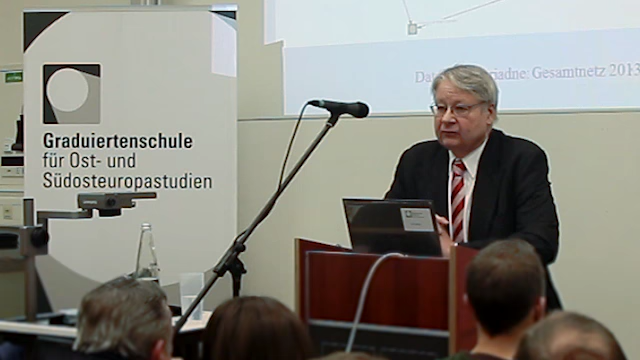 Graduiertenschule
für Ost- und
Südosteuropastudien
Gesamtnetz 2013